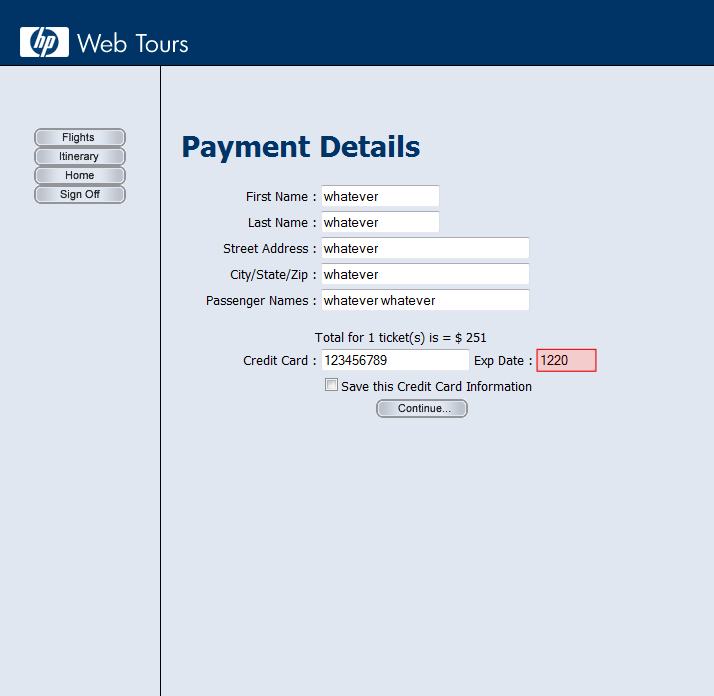 hp Web Tours
Flights
Itinerary
Home
Sign Off
Payment Details
First Name : whatever
Last Name : whatever
Street Address : whatever
City/State/Zip : whatever
Passenger Names : whatever whatever
Total for 1 ticket(s) is = $ 251
Credit Card : 123456789 Exp Date : 1220
Save this Credit Card Information
Continue...